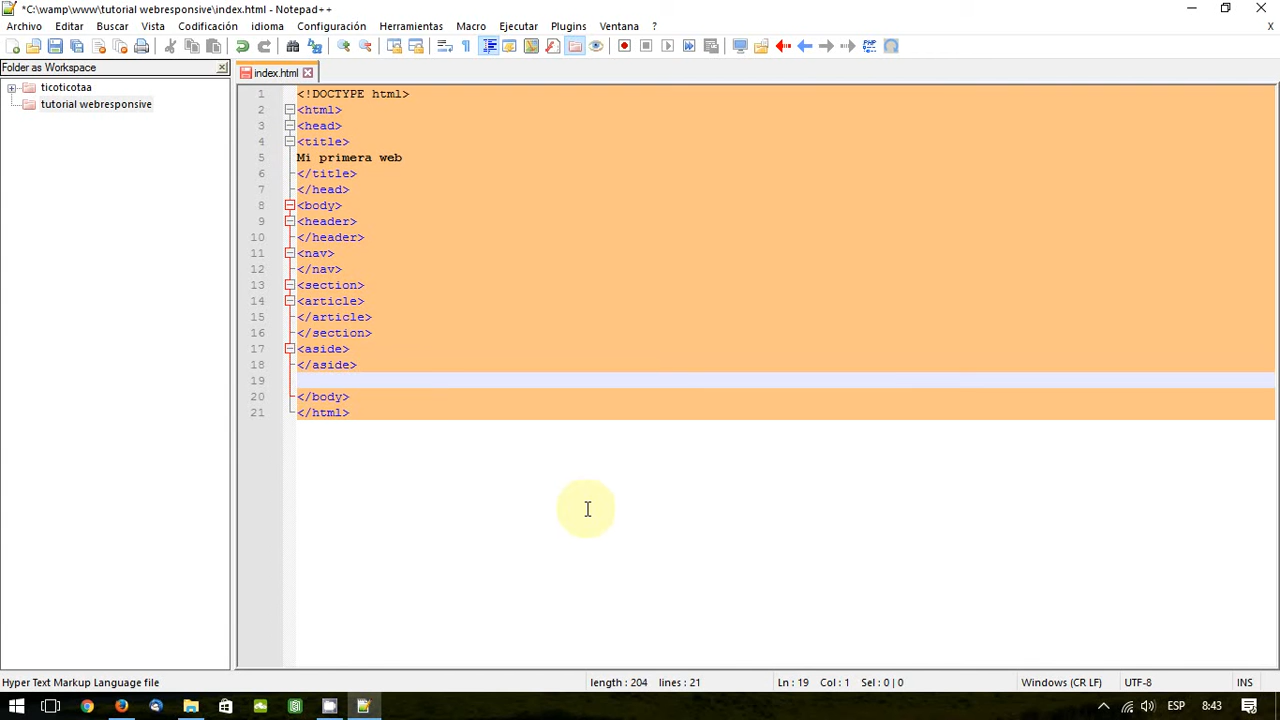 *C:\wamp\www\tutorial webresponsive\index.html - Notepad++
Archivo Editar Buscar Vista Codificación idioma Configuración Herramientas Macro Ejecutar Plugins Ventana ? X
Folder as Workspace
index.html
ticoticotaa
tutorial webresponsive
1 <!DOCTYPE html>
2 <html>
3 <head>
4 <title>
5 Mi primera web
6 </title>
7 </head>
8 <body>
9 <header>
10 </header>
11 <nav>
12 </nav>
13 <section>
14 <article>
15 </article>
16 </section>
17 <aside>
18 </aside>
19
20 </body>
21 </html>
Hyper Text Markup Language file length : 204 lines : 21 Ln : 19 Col : 1 Sel : 0 | 0 Windows (CR LF) UTF-8 INS
ESP 8:43